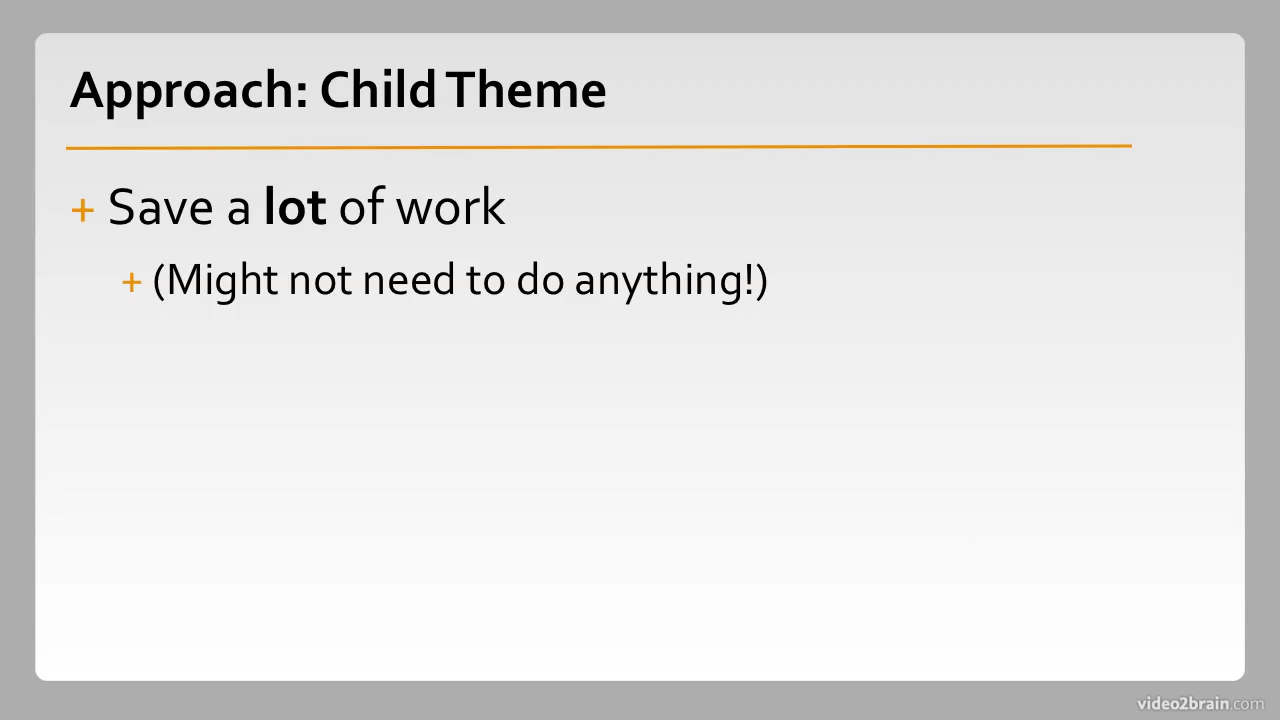 Approach: Child Theme
+ Save a lot of work
+ (Might not need to do anything!)
video2brain.com